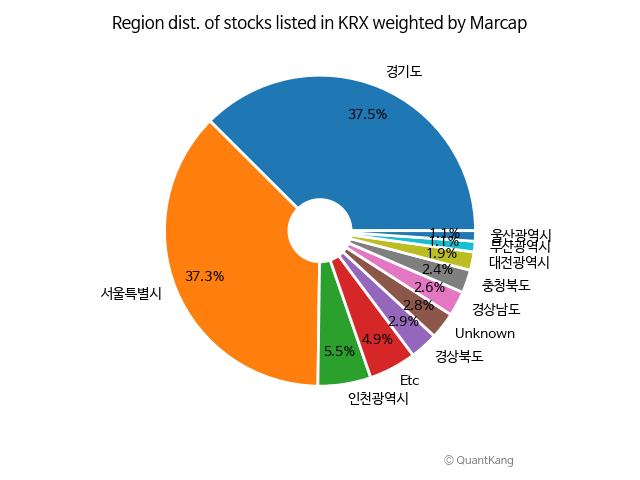 Region dist. of stocks listed in KRX weighted by Marcap
경기도
37.5%
서울특별시
37.3%
인천광역시
5.5%
Etc
4.9%
경상북도
2.9%
Unknown
2.8%
경상남도
2.6%
충청북도
2.4%
대전광역시
1.9%
부산광역시
1.1%
울산광역시
1.1%
© QuantKang